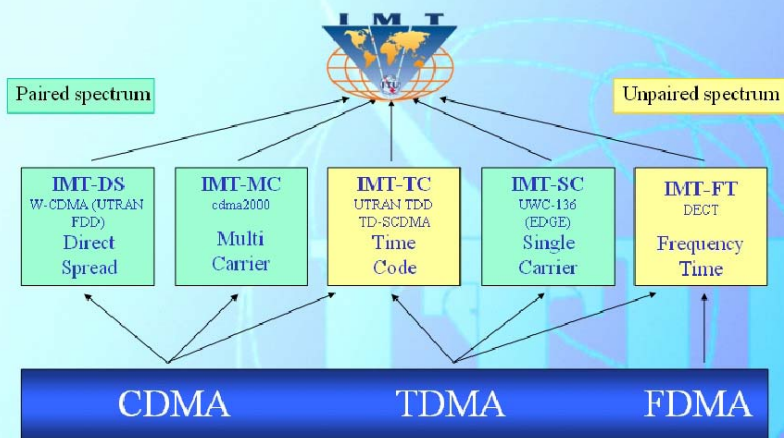 I M T
ITU
Paired spectrum
Unpaired spectrum
IMT-DS
W-CDMA (UTRAN
FDD)
Direct
Spread
IMT-MC
cdma2000
Multi
Carrier
IMT-TC
UTRAN TDD
TD-SCDMA
Time
Code
IMT-SC
UWC-136
(EDGE)
Single
Carrier
IMT-FT
DECT
Frequency
Time
CDMA
TDMA
FDMA